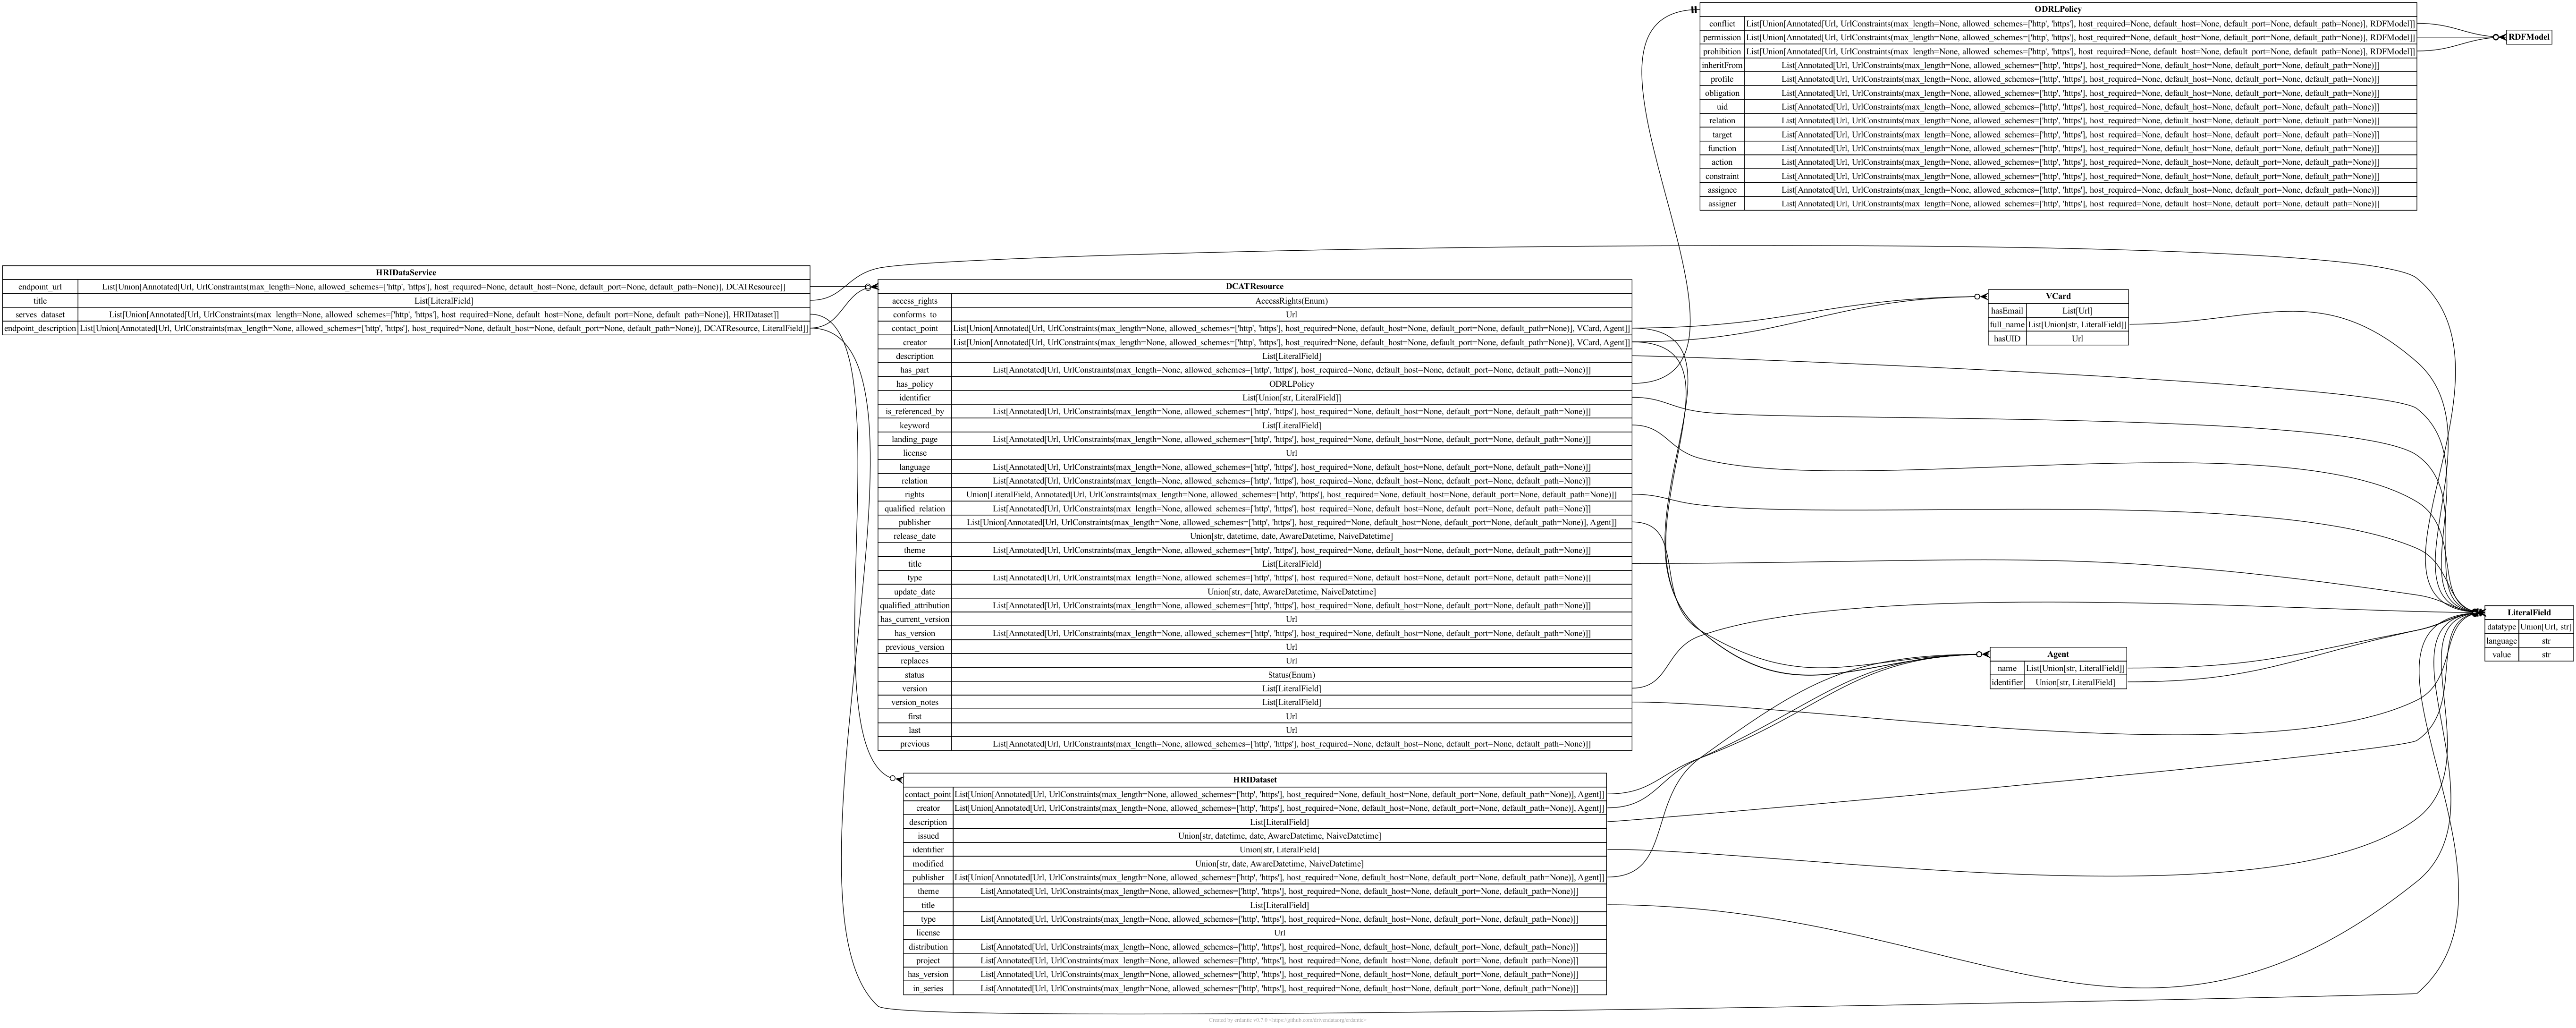 ODRLPolicy
conflict List[Union[Annotated[Url, UrlConstraints(max_length=None, allowed_schemes=['http', 'https'], host_required=None, default_host=None, default_port=None, default_path=None)], RDFModel]]
permission List[Union[Annotated[Url, UrlConstraints(max_length=None, allowed_schemes=['http', 'https'], host_required=None, default_host=None, default_port=None, default_path=None)], RDFModel]]
prohibition List[Union[Annotated[Url, UrlConstraints(max_length=None, allowed_schemes=['http', 'https'], host_required=None, default_host=None, default_port=None, default_path=None)], RDFModel]]
inheritFrom List[Annotated[Url, UrlConstraints(max_length=None, allowed_schemes=['http', 'https'], host_required=None, default_host=None, default_port=None, default_path=None)]]
profile List[Annotated[Url, UrlConstraints(max_length=None, allowed_schemes=['http', 'https'], host_required=None, default_host=None, default_port=None, default_path=None)]]
obligation List[Annotated[Url, UrlConstraints(max_length=None, allowed_schemes=['http', 'https'], host_required=None, default_host=None, default_port=None, default_path=None)]]
uid List[Annotated[Url, UrlConstraints(max_length=None, allowed_schemes=['http', 'https'], host_required=None, default_host=None, default_port=None, default_path=None)]]
relation List[Annotated[Url, UrlConstraints(max_length=None, allowed_schemes=['http', 'https'], host_required=None, default_host=None, default_port=None, default_path=None)]]
target List[Annotated[Url, UrlConstraints(max_length=None, allowed_schemes=['http', 'https'], host_required=None, default_host=None, default_port=None, default_path=None)]]
function List[Annotated[Url, UrlConstraints(max_length=None, allowed_schemes=['http', 'https'], host_required=None, default_host=None, default_port=None, default_path=None)]]
action List[Annotated[Url, UrlConstraints(max_length=None, allowed_schemes=['http', 'https'], host_required=None, default_host=None, default_port=None, default_path=None)]]
constraint List[Annotated[Url, UrlConstraints(max_length=None, allowed_schemes=['http', 'https'], host_required=None, default_host=None, default_port=None, default_path=None)]]
assignee List[Annotated[Url, UrlConstraints(max_length=None, allowed_schemes=['http', 'https'], host_required=None, default_host=None, default_port=None, default_path=None)]]
assigner List[Annotated[Url, UrlConstraints(max_length=None, allowed_schemes=['http', 'https'], host_required=None, default_host=None, default_port=None, default_path=None)]]
RDFModel
HRIDataService
endpoint_url List[Union[Annotated[Url, UrlConstraints(max_length=None, allowed_schemes=['http', 'https'], host_required=None, default_host=None, default_port=None, default_path=None)], DCATResource]]
title List[LiteralField]
serves_dataset List[Union[Annotated[Url, UrlConstraints(max_length=None, allowed_schemes=['http', 'https'], host_required=None, default_host=None, default_port=None, default_path=None)], HRIDataset]]
endpoint_description List[Union[Annotated[Url, UrlConstraints(max_length=None, allowed_schemes=['http', 'https'], host_required=None, default_host=None, default_port=None, default_path=None)], DCATResource, LiteralField]]
DCATResource
access_rights AccessRights(Enum)
conforms_to Url
contact_point List[Union[Annotated[Url, UrlConstraints(max_length=None, allowed_schemes=['http', 'https'], host_required=None, default_host=None, default_port=None, default_path=None)], VCard, Agent]]
creator List[Union[Annotated[Url, UrlConstraints(max_length=None, allowed_schemes=['http', 'https'], host_required=None, default_host=None, default_port=None, default_path=None)], VCard, Agent]]
description List[LiteralField]
has_part List[Annotated[Url, UrlConstraints(max_length=None, allowed_schemes=['http', 'https'], host_required=None, default_host=None, default_port=None, default_path=None)]]
has_policy ODRLPolicy
identifier List[Union[str, LiteralField]]
is_referenced_by List[Annotated[Url, UrlConstraints(max_length=None, allowed_schemes=['http', 'https'], host_required=None, default_host=None, default_port=None, default_path=None)]]
keyword List[LiteralField]
landing_page List[Annotated[Url, UrlConstraints(max_length=None, allowed_schemes=['http', 'https'], host_required=None, default_host=None, default_port=None, default_path=None)]]
license Url
language List[Annotated[Url, UrlConstraints(max_length=None, allowed_schemes=['http', 'https'], host_required=None, default_host=None, default_port=None, default_path=None)]]
relation List[Annotated[Url, UrlConstraints(max_length=None, allowed_schemes=['http', 'https'], host_required=None, default_host=None, default_port=None, default_path=None)]]
rights Union[LiteralField, Annotated[Url, UrlConstraints(max_length=None, allowed_schemes=['http', 'https'], host_required=None, default_host=None, default_port=None, default_path=None)]]
qualified_relation List[Annotated[Url, UrlConstraints(max_length=None, allowed_schemes=['http', 'https'], host_required=None, default_host=None, default_port=None, default_path=None)]]
publisher List[Union[Annotated[Url, UrlConstraints(max_length=None, allowed_schemes=['http', 'https'], host_required=None, default_host=None, default_port=None, default_path=None)], Agent]]
release_date Union[str, datetime, date, AwareDatetime, NaiveDatetime]
theme List[Annotated[Url, UrlConstraints(max_length=None, allowed_schemes=['http', 'https'], host_required=None, default_host=None, default_port=None, default_path=None)]]
title List[LiteralField]
type List[Annotated[Url, UrlConstraints(max_length=None, allowed_schemes=['http', 'https'], host_required=None, default_host=None, default_port=None, default_path=None)]]
update_date Union[str, date, AwareDatetime, NaiveDatetime]
qualified_attribution List[Annotated[Url, UrlConstraints(max_length=None, allowed_schemes=['http', 'https'], host_required=None, default_host=None, default_port=None, default_path=None)]]
has_current_version Url
has_version List[Annotated[Url, UrlConstraints(max_length=None, allowed_schemes=['http', 'https'], host_required=None, default_host=None, default_port=None, default_path=None)]]
previous_version Url
replaces Url
status Status(Enum)
version List[LiteralField]
version_notes List[LiteralField]
first Url
last Url
previous List[Annotated[Url, UrlConstraints(max_length=None, allowed_schemes=['http', 'https'], host_required=None, default_host=None, default_port=None, default_path=None)]]
VCard
hasEmail List[Url]
full_name List[Union[str, LiteralField]]
hasUID Url
Agent
name List[Union[str, LiteralField]]
identifier Union[str, LiteralField]
LiteralField
datatype Union[Url, str]
language str
value str
HRIDataset
contact_point List[Union[Annotated[Url, UrlConstraints(max_length=None, allowed_schemes=['http', 'https'], host_required=None, default_host=None, default_port=None, default_path=None)], Agent]]
creator List[Union[Annotated[Url, UrlConstraints(max_length=None, allowed_schemes=['http', 'https'], host_required=None, default_host=None, default_port=None, default_path=None)], Agent]]
description List[LiteralField]
issued Union[str, datetime, date, AwareDatetime, NaiveDatetime]
identifier Union[str, LiteralField]
modified Union[str, date, AwareDatetime, NaiveDatetime]
publisher List[Union[Annotated[Url, UrlConstraints(max_length=None, allowed_schemes=['http', 'https'], host_required=None, default_host=None, default_port=None, default_path=None)], Agent]]
theme List[Annotated[Url, UrlConstraints(max_length=None, allowed_schemes=['http', 'https'], host_required=None, default_host=None, default_port=None, default_path=None)]]
title List[LiteralField]
type List[Annotated[Url, UrlConstraints(max_length=None, allowed_schemes=['http', 'https'], host_required=None, default_host=None, default_port=None, default_path=None)]]
license Url
distribution List[Annotated[Url, UrlConstraints(max_length=None, allowed_schemes=['http', 'https'], host_required=None, default_host=None, default_port=None, default_path=None)]]
project List[Annotated[Url, UrlConstraints(max_length=None, allowed_schemes=['http', 'https'], host_required=None, default_host=None, default_port=None, default_path=None)]]
has_version List[Annotated[Url, UrlConstraints(max_length=None, allowed_schemes=['http', 'https'], host_required=None, default_host=None, default_port=None, default_path=None)]]
in_series List[Annotated[Url, UrlConstraints(max_length=None, allowed_schemes=['http', 'https'], host_required=None, default_host=None, default_port=None, default_path=None)]]
Created by erdantic